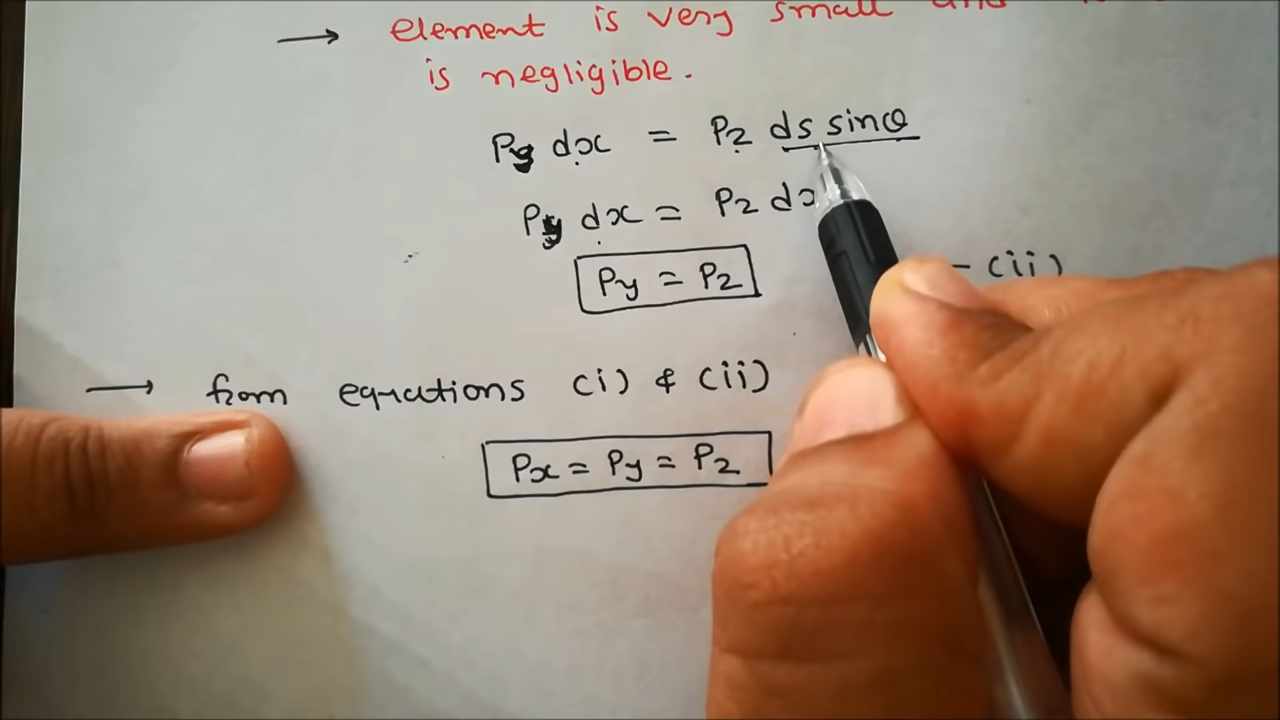 → element is very small
is negligible.
Py dx = Pz ds sinθ
Py dx = Pz dx
Py = Pz
- (ii)
→ from equations (i) & (ii)
Px = Py = Pz